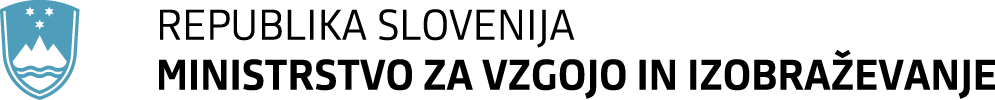 REPUBLIKA SLOVENIJA
MINISTRSTVO ZA VZGOJO IN IZOBRAŽEVANJE